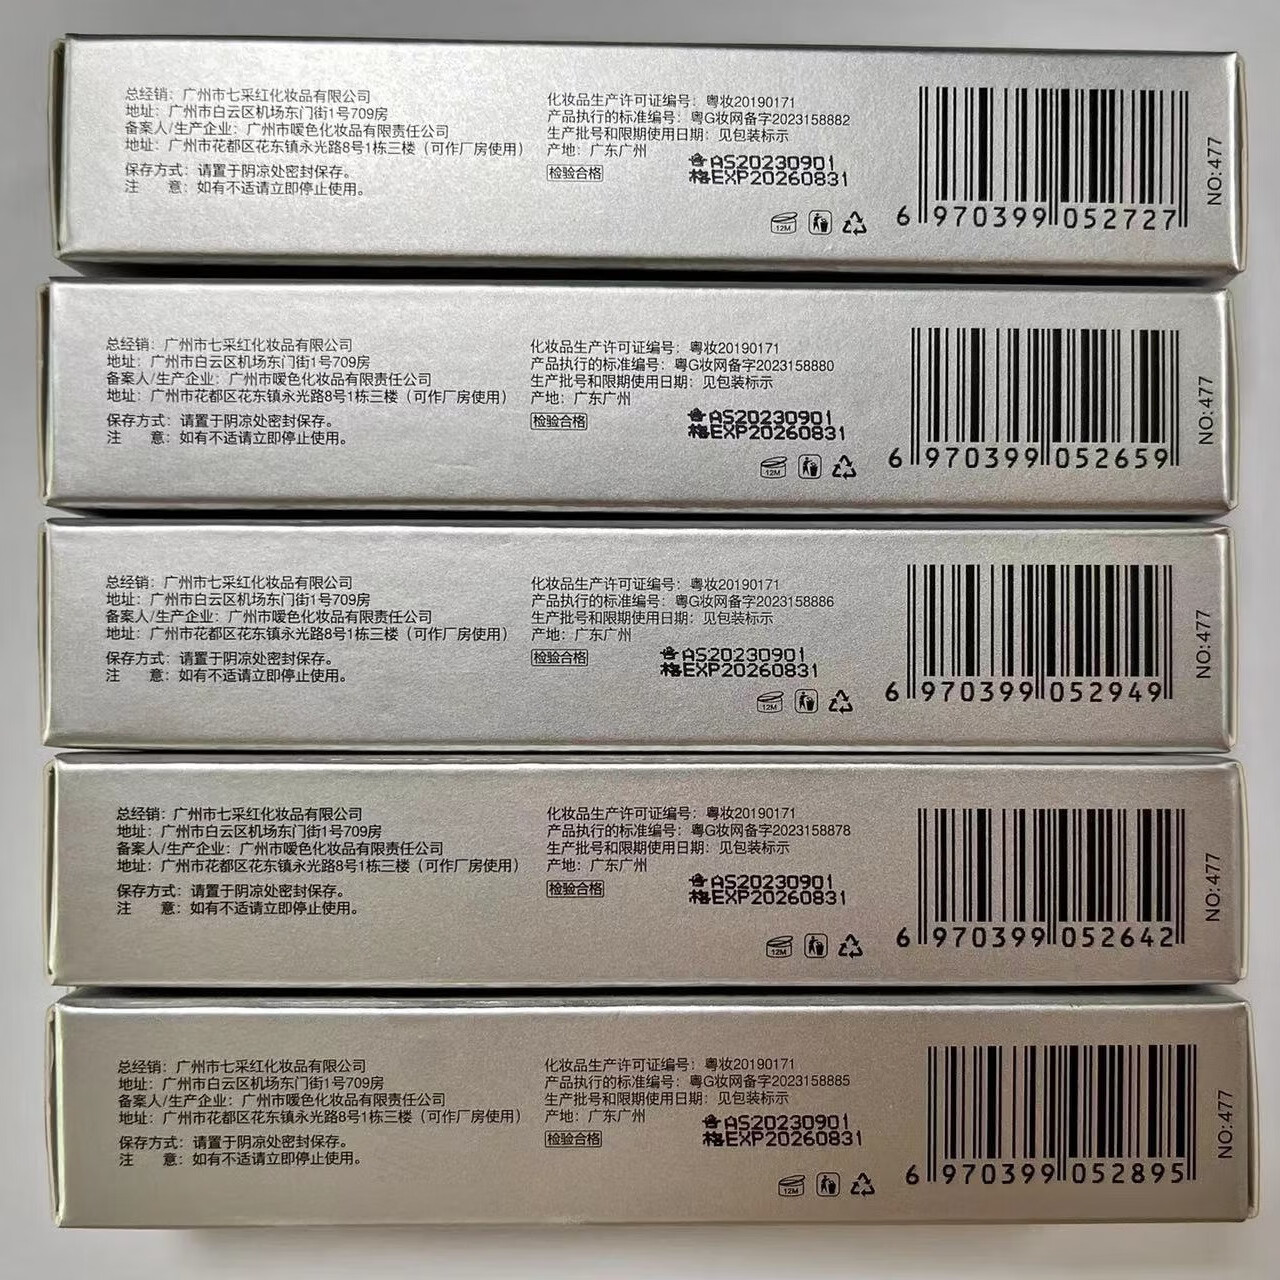 总经销：广州市七采红化妆品有限公司
地址：广州市白云区机场东门街1号709房
备案人/生产企业：广州市暧色化妆品有限责任公司
地址：广州市花都区花东镇永光路8号1栋三楼（可作厂房使用）
保存方式：请置于阴凉处密封保存。
注　　意：如有不适请立即停止使用。
化妆品生产许可证编号：粤妆20190171
产品执行的标准编号：粤G妆网备字2023158882
生产批号和限期使用日期：见包装标示
产地：广东广州
检验合格
合格
AS20230901
EXP20260831
12M
6 970399 052727
NO:477
总经销：广州市七采红化妆品有限公司
地址：广州市白云区机场东门街1号709房
备案人/生产企业：广州市暧色化妆品有限责任公司
地址：广州市花都区花东镇永光路8号1栋三楼（可作厂房使用）
保存方式：请置于阴凉处密封保存。
注　　意：如有不适请立即停止使用。
化妆品生产许可证编号：粤妆20190171
产品执行的标准编号：粤G妆网备字2023158880
生产批号和限期使用日期：见包装标示
产地：广东广州
检验合格
合格
AS20230901
EXP20260831
12M
6 970399 052659
NO:477
总经销：广州市七采红化妆品有限公司
地址：广州市白云区机场东门街1号709房
备案人/生产企业：广州市暧色化妆品有限责任公司
地址：广州市花都区花东镇永光路8号1栋三楼（可作厂房使用）
保存方式：请置于阴凉处密封保存。
注　　意：如有不适请立即停止使用。
化妆品生产许可证编号：粤妆20190171
产品执行的标准编号：粤G妆网备字2023158886
生产批号和限期使用日期：见包装标示
产地：广东广州
检验合格
合格
AS20230901
EXP20260831
12M
6 970399 052949
NO:477
总经销：广州市七采红化妆品有限公司
地址：广州市白云区机场东门街1号709房
备案人/生产企业：广州市暧色化妆品有限责任公司
地址：广州市花都区花东镇永光路8号1栋三楼（可作厂房使用）
保存方式：请置于阴凉处密封保存。
注　　意：如有不适请立即停止使用。
化妆品生产许可证编号：粤妆20190171
产品执行的标准编号：粤G妆网备字2023158878
生产批号和限期使用日期：见包装标示
产地：广东广州
检验合格
合格
AS20230901
EXP20260831
12M
6 970399 052642
NO:477
总经销：广州市七采红化妆品有限公司
地址：广州市白云区机场东门街1号709房
备案人/生产企业：广州市暧色化妆品有限责任公司
地址：广州市花都区花东镇永光路8号1栋三楼（可作厂房使用）
保存方式：请置于阴凉处密封保存。
注　　意：如有不适请立即停止使用。
化妆品生产许可证编号：粤妆20190171
产品执行的标准编号：粤G妆网备字2023158885
生产批号和限期使用日期：见包装标示
产地：广东广州
检验合格
合格
AS20230901
EXP20260831
12M
6 970399 052895
NO:477